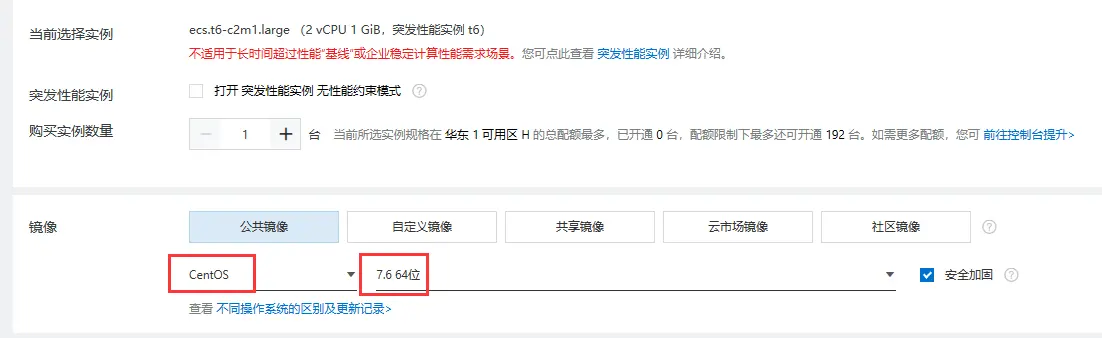 当前选择实例 ecs.t6-c2m1.large （2 vCPU 1 GiB，突发性能实例 t6）
不适用于长时间超过性能“基线”或企业稳定计算性能需求场景。您可点此查看 突发性能实例 详细介绍。
突发性能实例 打开 突发性能实例 无性能约束模式 ?
购买实例数量 − 1 + 台 当前所选实例规格在 华东 1 可用区 H 的总配额最多，已开通 0 台，配额限制下最多还可开通 192 台。如需更多配额，您可 前往控制台提升>
镜像 公共镜像 自定义镜像 共享镜像 云市场镜像 社区镜像 ?
CentOS 7.6 64位 安全加固 ?
查看 不同操作系统的区别及更新记录>